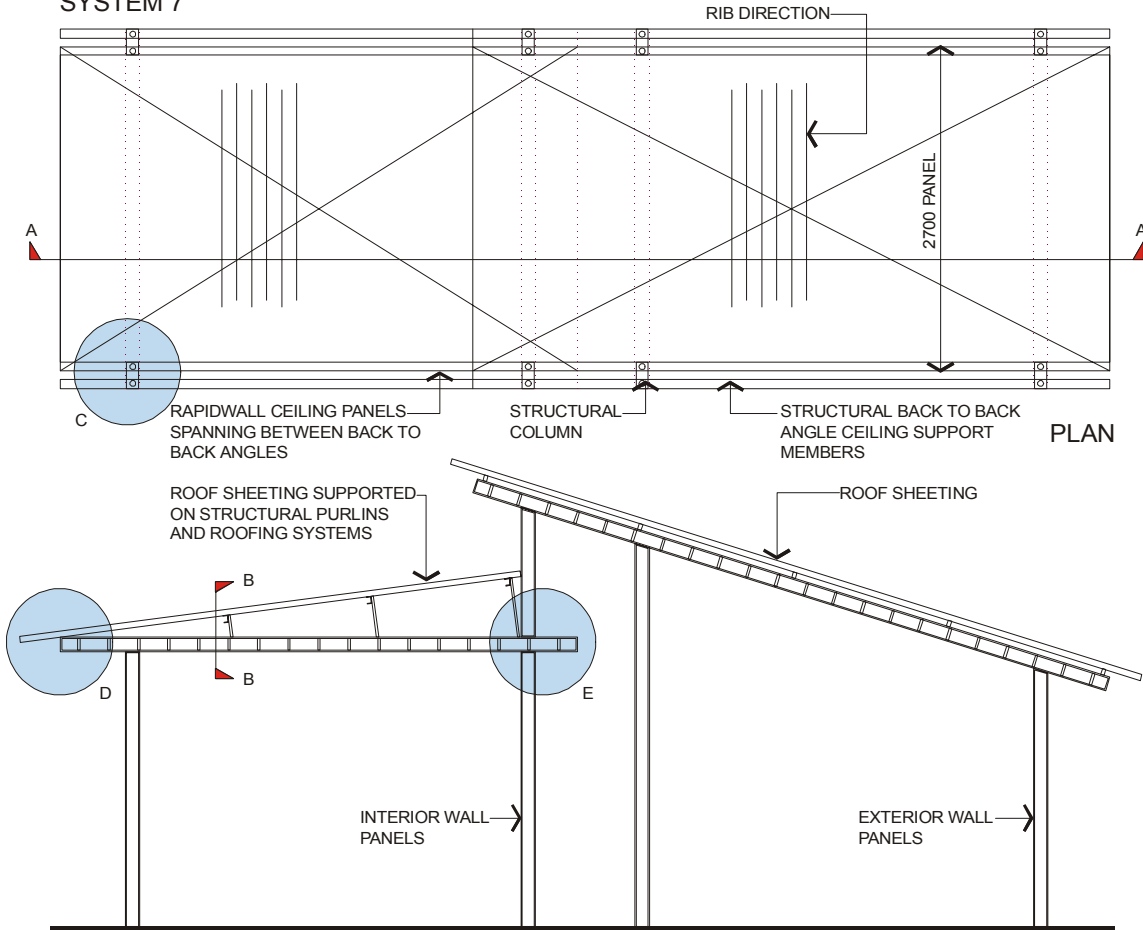 SYSTEM 7
RIB DIRECTION
2700 PANEL
A
A
C
RAPIDWALL CEILING PANELS
SPANNING BETWEEN BACK TO
BACK ANGLES
STRUCTURAL
COLUMN
STRUCTURAL BACK TO BACK
ANGLE CEILING SUPPORT
MEMBERS
PLAN
ROOF SHEETING SUPPORTED
ON STRUCTURAL PURLINS
AND ROOFING SYSTEMS
ROOF SHEETING
B
B
D
E
INTERIOR WALL
PANELS
EXTERIOR WALL
PANELS